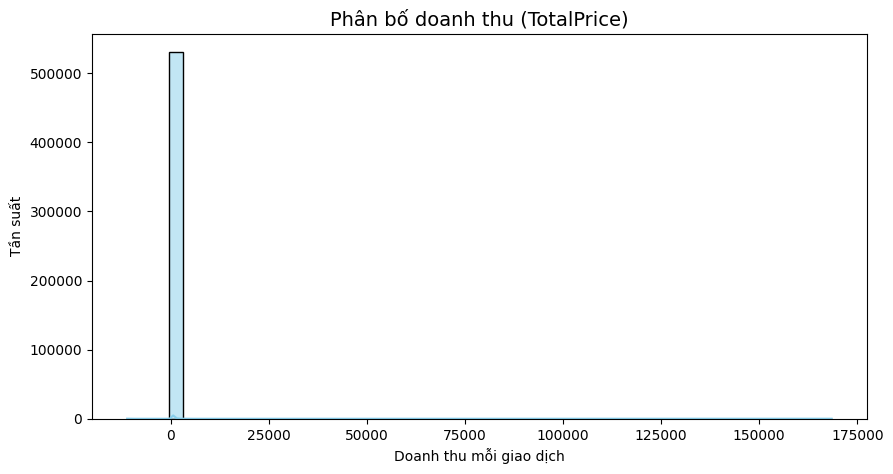 Phân bố doanh thu (TotalPrice)
Tần suất
500000
400000
300000
200000
100000
0
0 25000 50000 75000 100000 125000 150000 175000
Doanh thu mỗi giao dịch